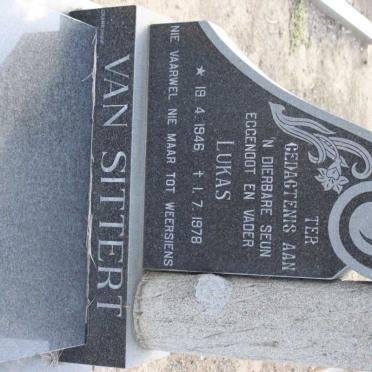 TER
GEDAGTENIS AAN
'N DIERBARE SEUN
EGGENOOT EN VADER
LUKAS
★ 19.4.1946 ✝ 1.7.1978
NIE VAARWEL NIE MAAR TOT WEERSIENS
VAN SITTERT